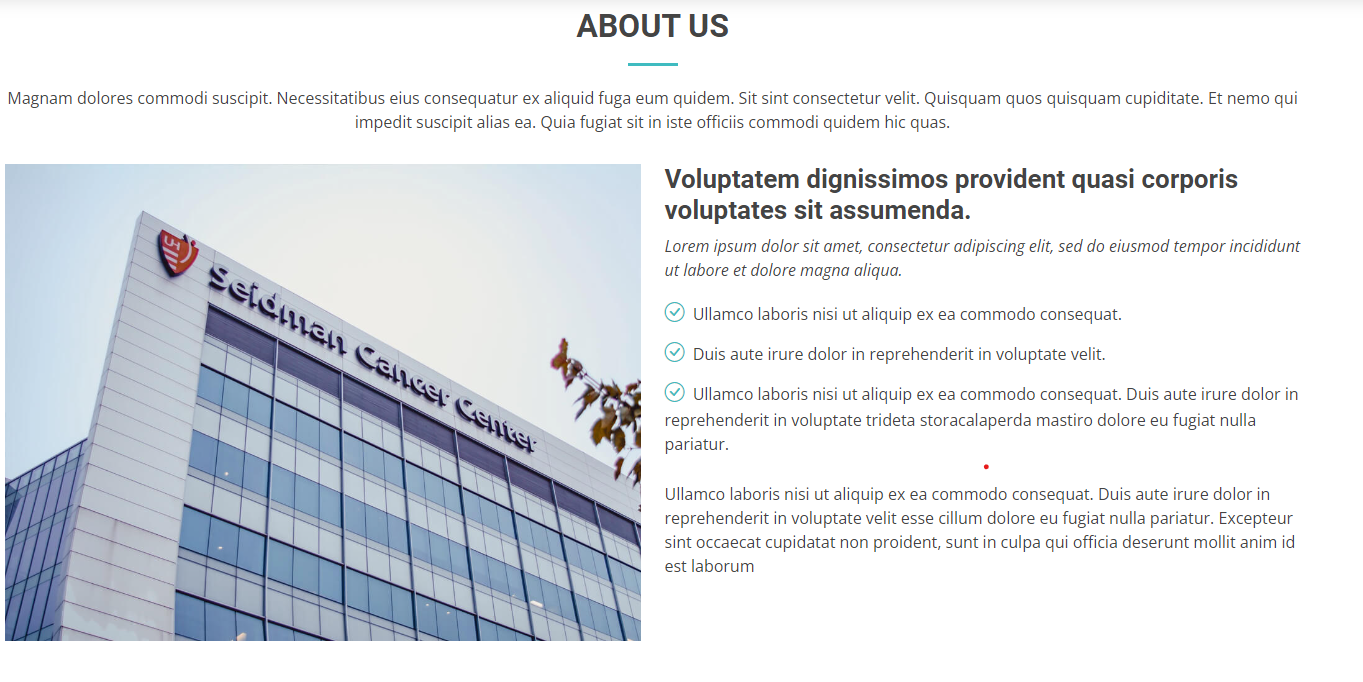 ABOUT US
Magnam dolores commodi suscipit. Necessitatibus eius consequatur ex aliquid fuga eum quidem. Sit sint consectetur velit. Quisquam quos quisquam cupiditate. Et nemo qui
impedit suscipit alias ea. Quia fugiat sit in iste officiis commodi quidem hic quas.
UH
Seidman Cancer Center
Voluptatem dignissimos provident quasi corporis
voluptates sit assumenda.
Lorem ipsum dolor sit amet, consectetur adipiscing elit, sed do eiusmod tempor incididunt
ut labore et dolore magna aliqua.
Ullamco laboris nisi ut aliquip ex ea commodo consequat.
Duis aute irure dolor in reprehenderit in voluptate velit.
Ullamco laboris nisi ut aliquip ex ea commodo consequat. Duis aute irure dolor in
reprehenderit in voluptate trideta storacalaperda mastiro dolore eu fugiat nulla
pariatur.
Ullamco laboris nisi ut aliquip ex ea commodo consequat. Duis aute irure dolor in
reprehenderit in voluptate velit esse cillum dolore eu fugiat nulla pariatur. Excepteur
sint occaecat cupidatat non proident, sunt in culpa qui officia deserunt mollit anim id
est laborum